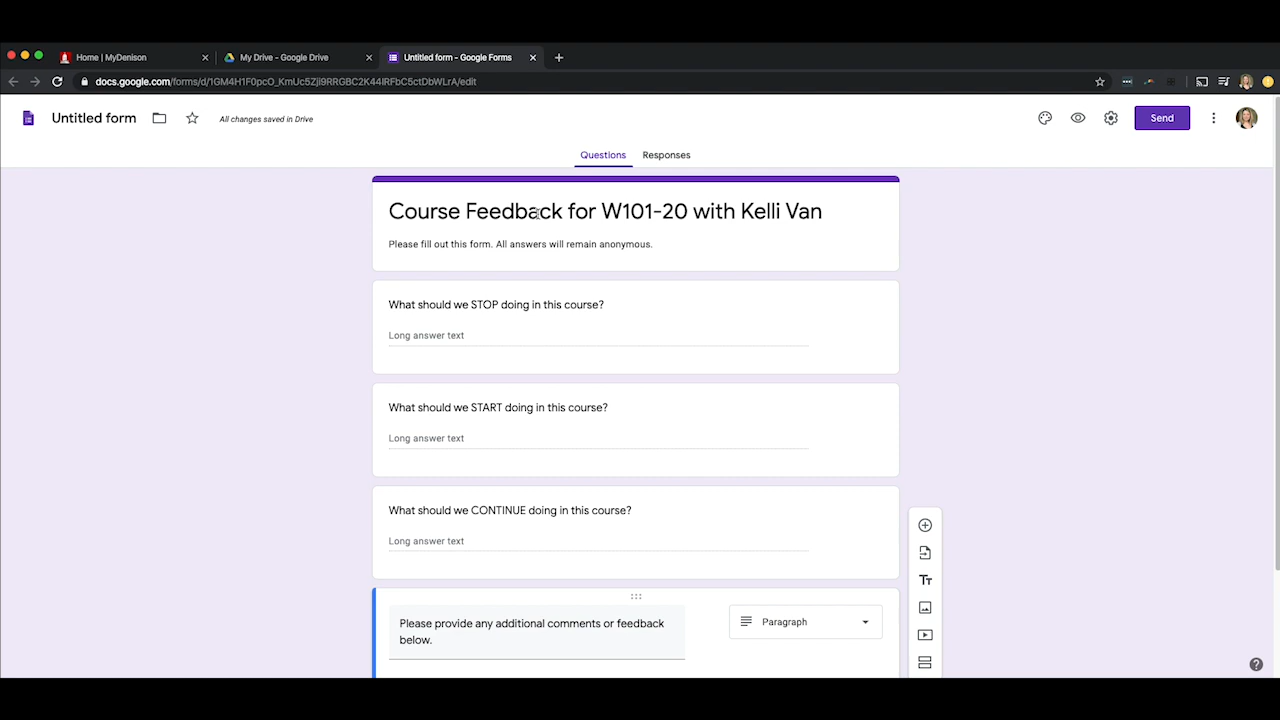 Home | MyDenison
My Drive - Google Drive
Untitled form - Google Forms
docs.google.com/forms/d/1GM4H1F0pcO_KmUc5Zji9RRGBC2K44IRFbC5ctDbWLrA/edit
Untitled form
All changes saved in Drive
Send
Questions
Responses
Course Feedback for W101-20 with Kelli Van
Please fill out this form. All answers will remain anonymous.
What should we STOP doing in this course?
Long answer text
What should we START doing in this course?
Long answer text
What should we CONTINUE doing in this course?
Long answer text
Tт
Please provide any additional comments or feedback
below.
Paragraph